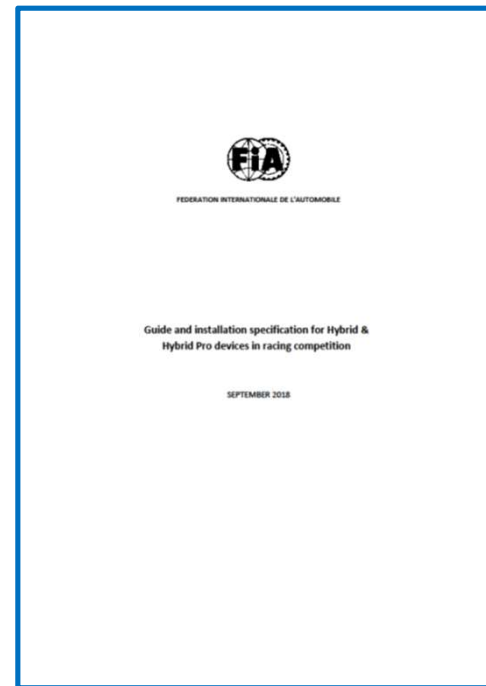 FiA
FEDERATION INTERNATIONALE DE L'AUTOMOBILE
Guide and installation specification for Hybrid &
Hybrid Pro devices in racing competition
SEPTEMBER 2018